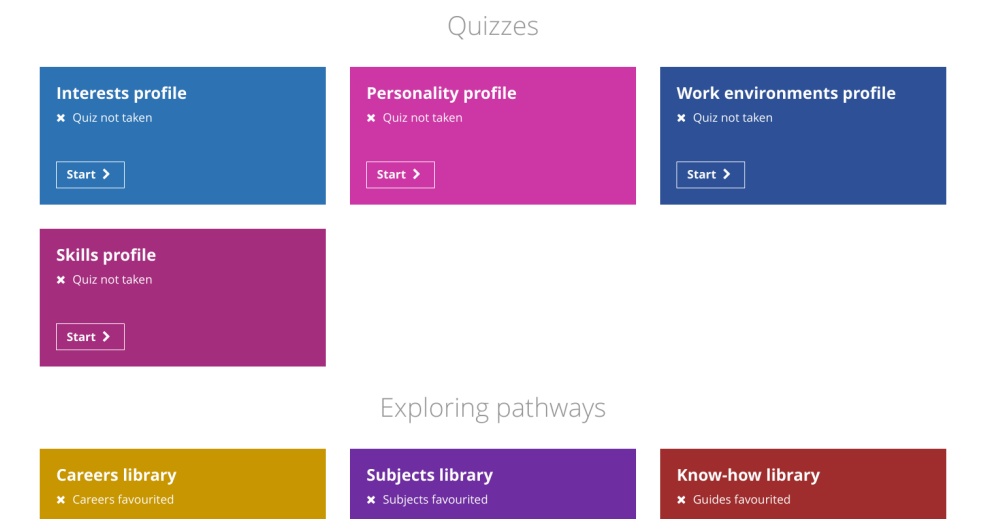 Quizzes
Interests profile
✖ Quiz not taken
Start
Personality profile
✖ Quiz not taken
Start
Work environments profile
✖ Quiz not taken
Start
Skills profile
✖ Quiz not taken
Start
Exploring pathways
Careers library
✖ Careers favourited
Subjects library
✖ Subjects favourited
Know-how library
✖ Guides favourited